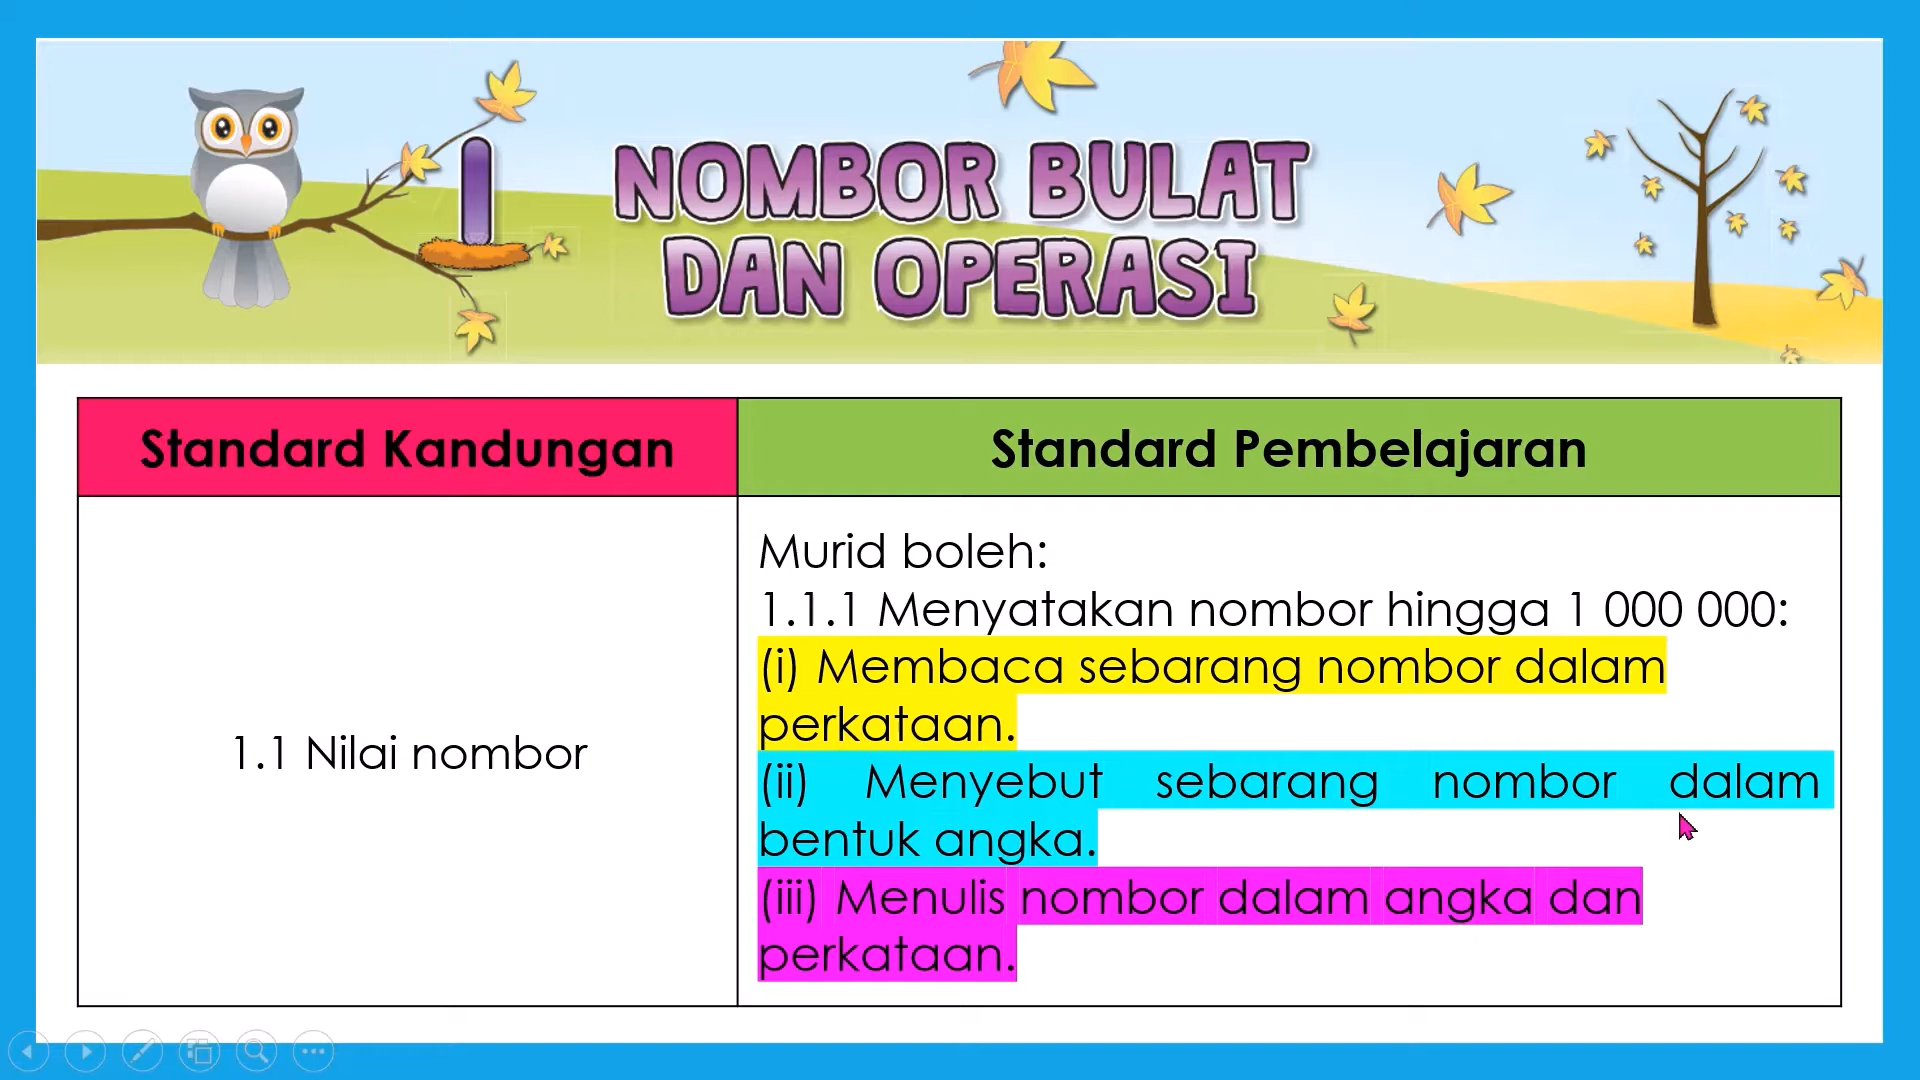 1
NOMBOR BULAT
DAN OPERASI
Standard Kandungan
Standard Pembelajaran
1.1 Nilai nombor
Murid boleh:
1.1.1 Menyatakan nombor hingga 1 000 000:
(i) Membaca sebarang nombor dalam
perkataan.
(ii) Menyebut sebarang nombor dalam
bentuk angka.
(iii) Menulis nombor dalam angka dan
perkataan.